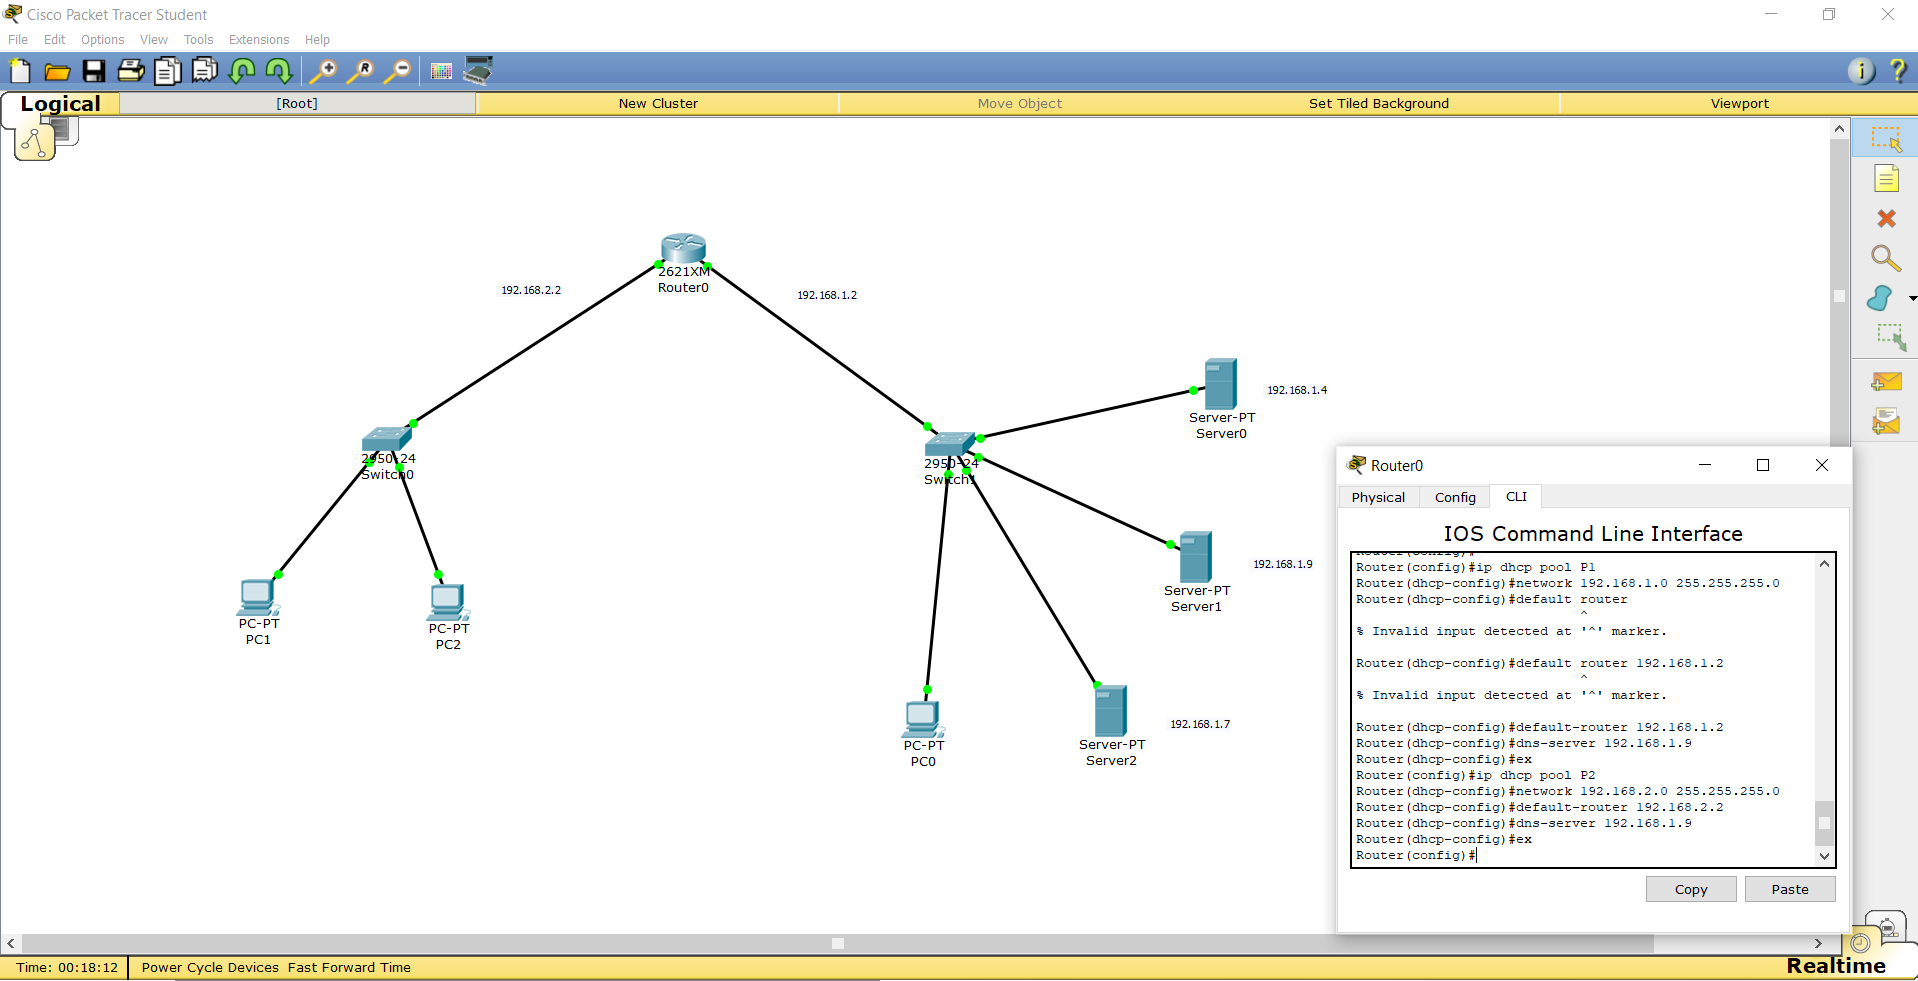 Cisco Packet Tracer Student
File Edit Options View Tools Extensions Help
Logical [Root] New Cluster Move Object Set Tiled Background Viewport
2621XM
Router0
192.168.2.2
192.168.1.2
Server-PT
Server0
192.168.1.4
2950-24
Switch0
2950-24
Switch1
Server-PT
Server1
192.168.1.9
PC-PT
PC1
PC-PT
PC2
PC-PT
PC0
Server-PT
Server2
192.168.1.7
Router0
Physical Config CLI
IOS Command Line Interface
Router(config)#
Router(config)#ip dhcp pool P1
Router(dhcp-config)#network 192.168.1.0 255.255.255.0
Router(dhcp-config)#default router
^
% Invalid input detected at '^' marker.
Router(dhcp-config)#default router 192.168.1.2
^
% Invalid input detected at '^' marker.
Router(dhcp-config)#default-router 192.168.1.2
Router(dhcp-config)#dns-server 192.168.1.9
Router(dhcp-config)#ex
Router(config)#ip dhcp pool P2
Router(dhcp-config)#network 192.168.2.0 255.255.255.0
Router(dhcp-config)#default-router 192.168.2.2
Router(dhcp-config)#dns-server 192.168.1.9
Router(dhcp-config)#ex
Router(config)#
Copy Paste
Time: 00:18:12 Power Cycle Devices Fast Forward Time Realtime